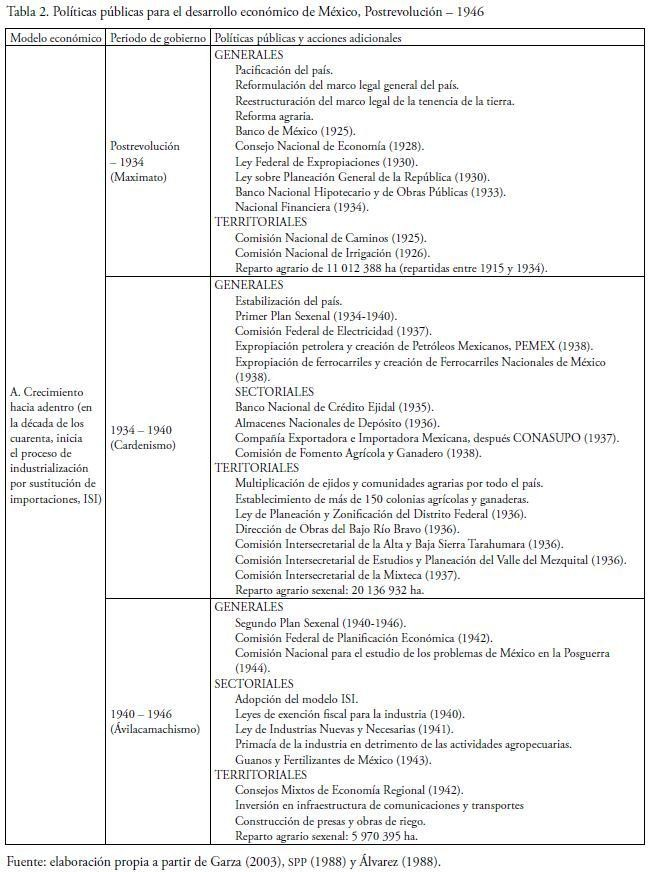 Tabla 2. Políticas públicas para el desarrollo económico de México, Postrevolución – 1946
Modelo económico Periodo de gobierno Políticas públicas y acciones adicionales
A. Crecimiento
hacia adentro (en
la década de los
cuarenta, inicia
el proceso de
industrialización
por sustitución de
importaciones, ISI)
Postrevolución
– 1934
(Maximato)
GENERALES
Pacificación del país.
Reformulación del marco legal general del país.
Reestructuración del marco legal de la tenencia de la tierra.
Reforma agraria.
Banco de México (1925).
Consejo Nacional de Economía (1928).
Ley Federal de Expropiaciones (1930).
Ley sobre Planeación General de la República (1930).
Banco Nacional Hipotecario y de Obras Públicas (1933).
Nacional Financiera (1934).
TERRITORIALES
Comisión Nacional de Caminos (1925).
Comisión Nacional de Irrigación (1926).
Reparto agrario de 11 012 388 ha (repartidas entre 1915 y 1934).
1934 – 1940
(Cardenismo)
GENERALES
Estabilización del país.
Primer Plan Sexenal (1934-1940).
Comisión Federal de Electricidad (1937).
Expropiación petrolera y creación de Petróleos Mexicanos, PEMEX (1938).
Expopiación de ferrocarriles y creación de Ferrocarriles Nacionales de México
(1938).
SECTORIALES
Banco Nacional de Crédito Ejidal (1935).
Almacenes Nacionales de Depósito (1936).
Compañía Exportadora e Importadora Mexicana, después CONASUPO (1937).
Comisión de Fomento Agrícola y Ganadero (1938).
TERITORIALES
Multiplicación de ejidos y comunidades agrarias por todo el país.
Establecimiento de más de 150 colonias agrícolas y ganaderas.
Ley de Planeación y Zonificación del Distrito Federal (1936).
Dirección de Obras del Bajo Río Bravo (1936).
Comisión Intersecretarial de la Alta y Baja Sierra Tarahumara (1936).
Comisión Intersecretarial de Estudios y Planeación del Valle del Mezquital (1936).
Comisión Intersecretarial de la Mixteca (1937).
Reparto agrario sexenal: 20 136 932 ha.
1940 – 1946
(Ávilacamachismo)
GENERALES
Segundo Plan Sexenal (1940-1946).
Comisión Federal de Planificación Económica (1942).
Comisión Nacional para el estudio de los problemas de México en la Posguerra
(1944).
SECTORIALES
Adopción del modelo ISI.
Leyes de exención fiscal para la industria (1940).
Ley de Industrias Nuevas y Necesarias (1941).
Primacía de la industria en detrimento de las actividades agropecuarias.
Guanos y Fertilizantes de México (1943).
TERRITORIALES
Consejos Mixtos de Economía Regional (1942).
Inversión en infraestructura de comunicaciones y transportes
Construcción de presas y obras de riego.
Reparto agrario sexenal: 5 970 395 ha.
Fuente: elaboración propia a partir de Garza (2003), SPP (1988) y Álvarez (1988).